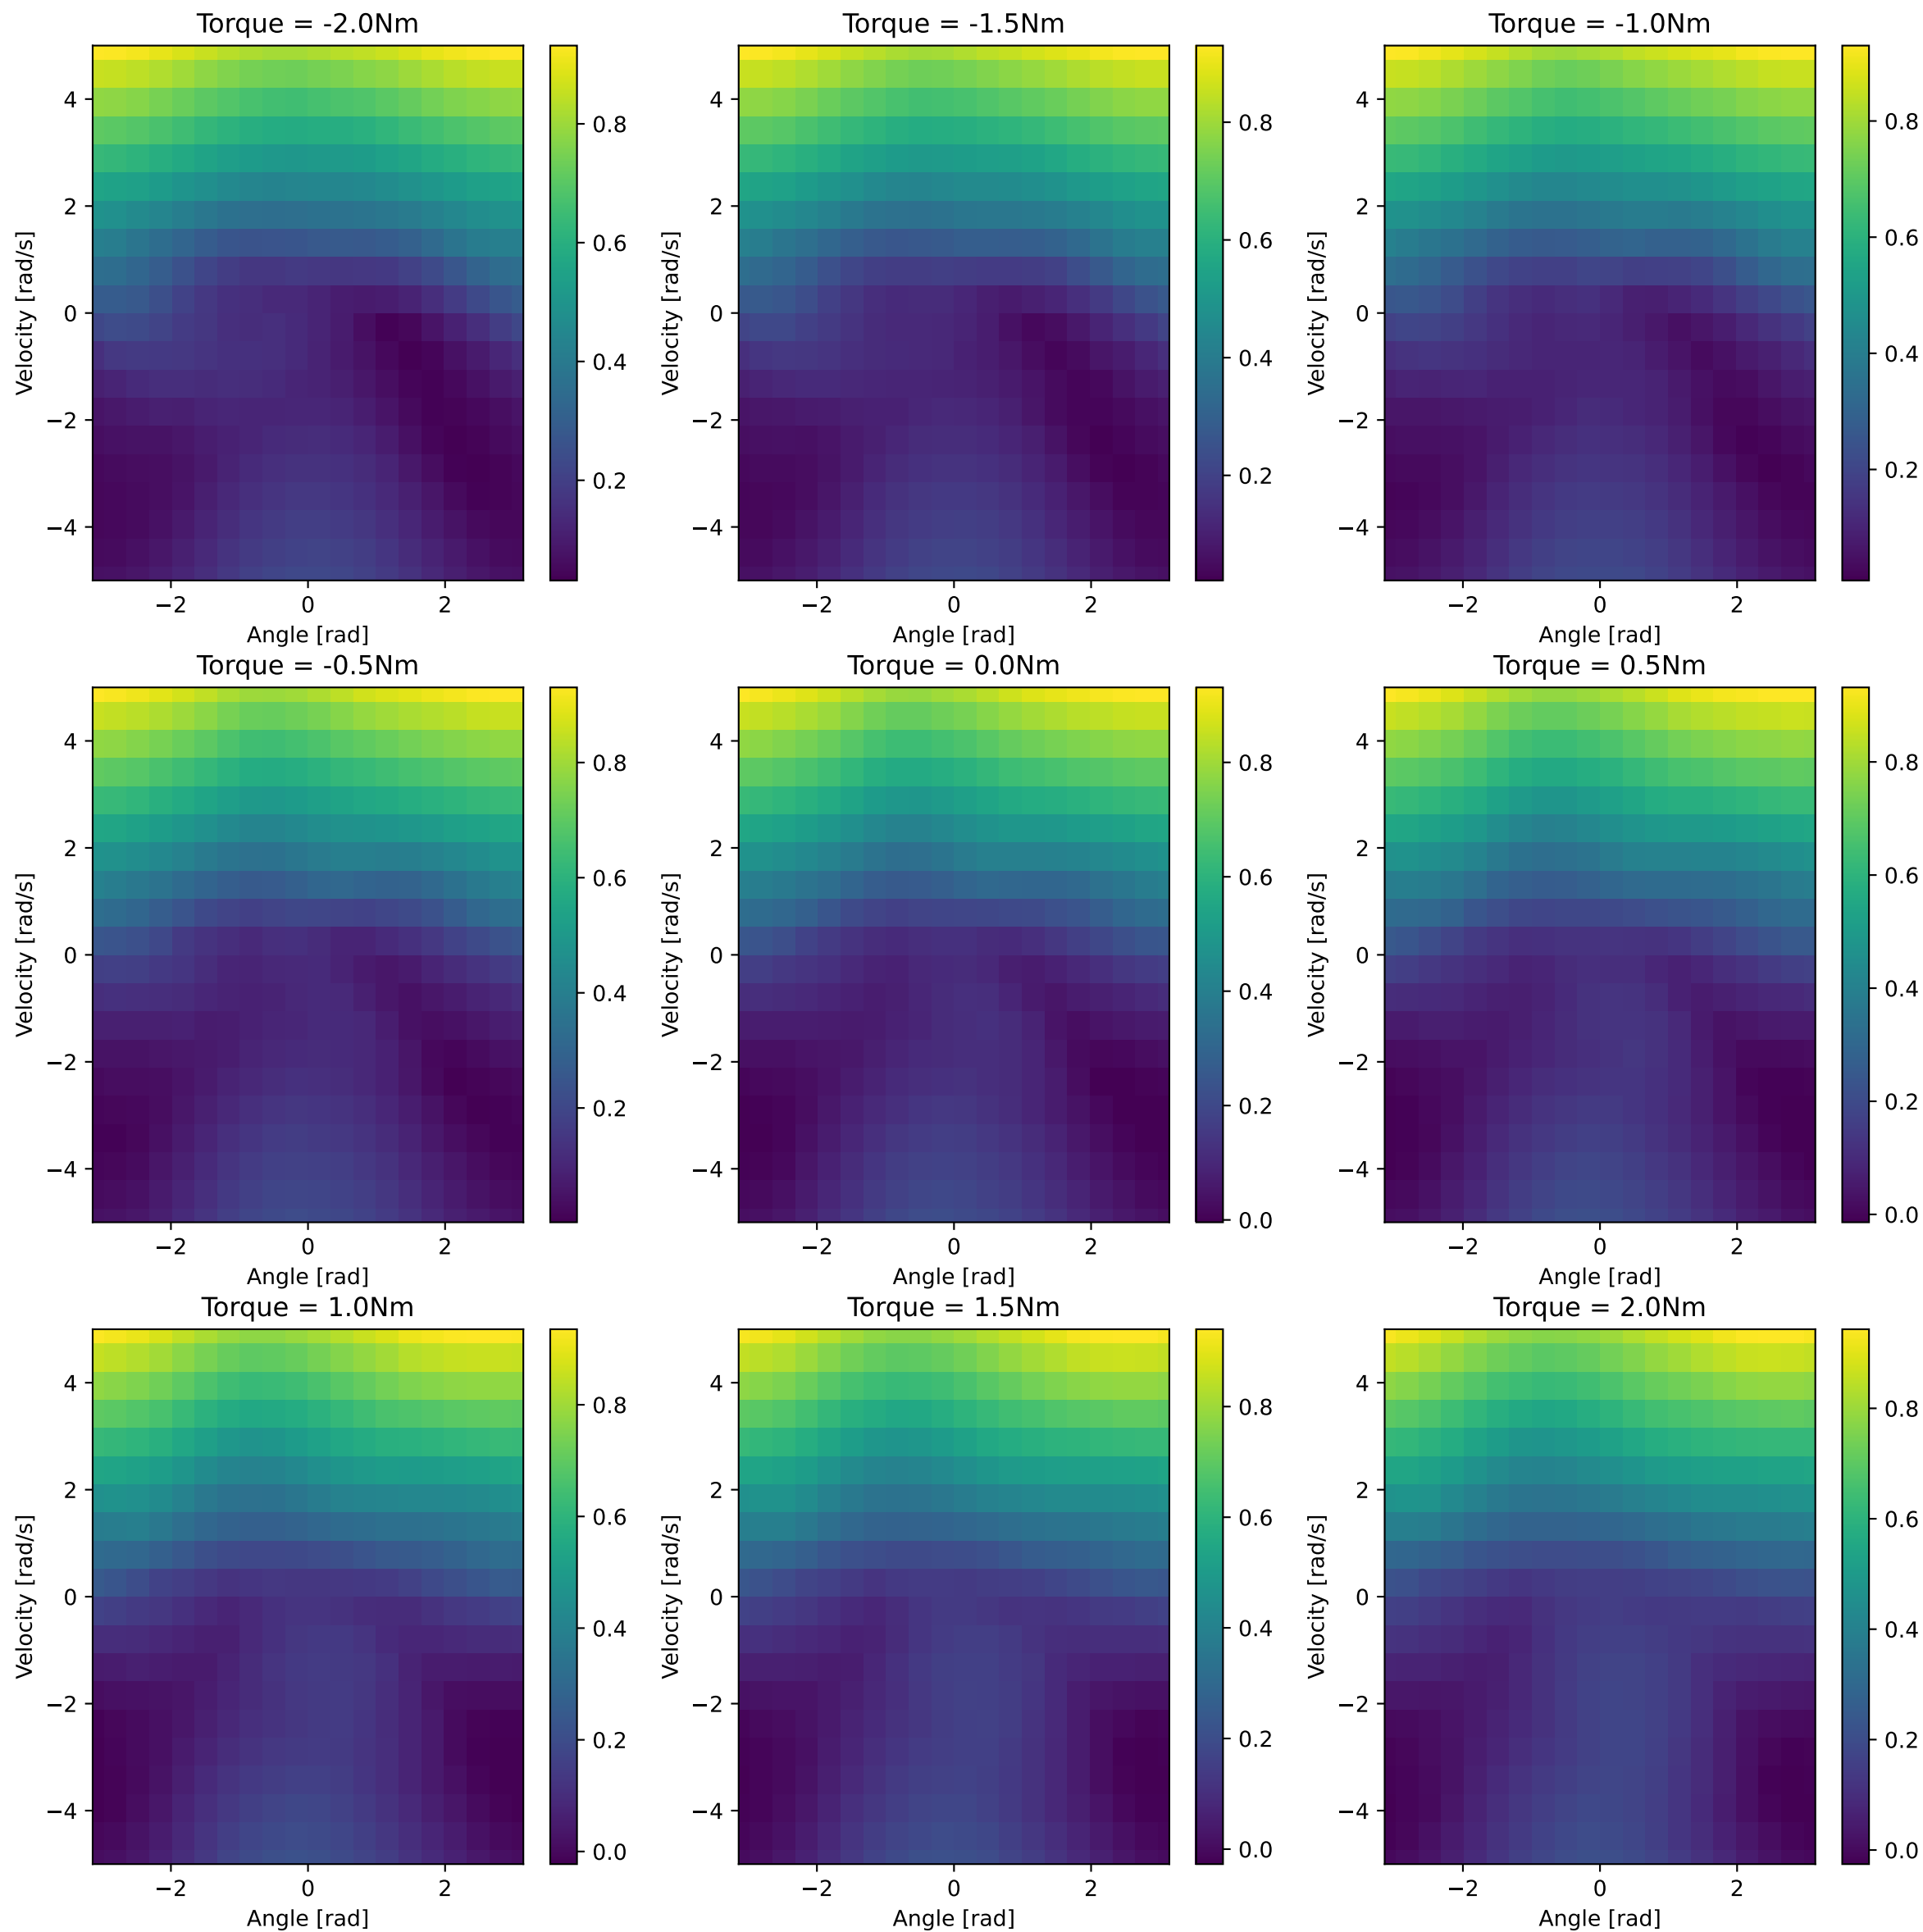 Torque = -2.0Nm
Velocity [rad/s]
4
2
0
−2
−4
−2 0 2
Angle [rad]
0.8
0.6
0.4
0.2
Torque = -1.5Nm
Velocity [rad/s]
4
2
0
−2
−4
−2 0 2
Angle [rad]
0.8
0.6
0.4
0.2
Torque = -1.0Nm
Velocity [rad/s]
4
2
0
−2
−4
−2 0 2
Angle [rad]
0.8
0.6
0.4
0.2
Torque = -0.5Nm
Velocity [rad/s]
4
2
0
−2
−4
−2 0 2
Angle [rad]
0.8
0.6
0.4
0.2
Torque = 0.0Nm
Velocity [rad/s]
4
2
0
−2
−4
−2 0 2
Angle [rad]
0.8
0.6
0.4
0.2
0.0
Torque = 0.5Nm
Velocity [rad/s]
4
2
0
−2
−4
−2 0 2
Angle [rad]
0.8
0.6
0.4
0.2
0.0
Torque = 1.0Nm
Velocity [rad/s]
4
2
0
−2
−4
−2 0 2
Angle [rad]
0.8
0.6
0.4
0.2
0.0
Torque = 1.5Nm
Velocity [rad/s]
4
2
0
−2
−4
−2 0 2
Angle [rad]
0.8
0.6
0.4
0.2
0.0
Torque = 2.0Nm
Velocity [rad/s]
4
2
0
−2
−4
−2 0 2
Angle [rad]
0.8
0.6
0.4
0.2
0.0